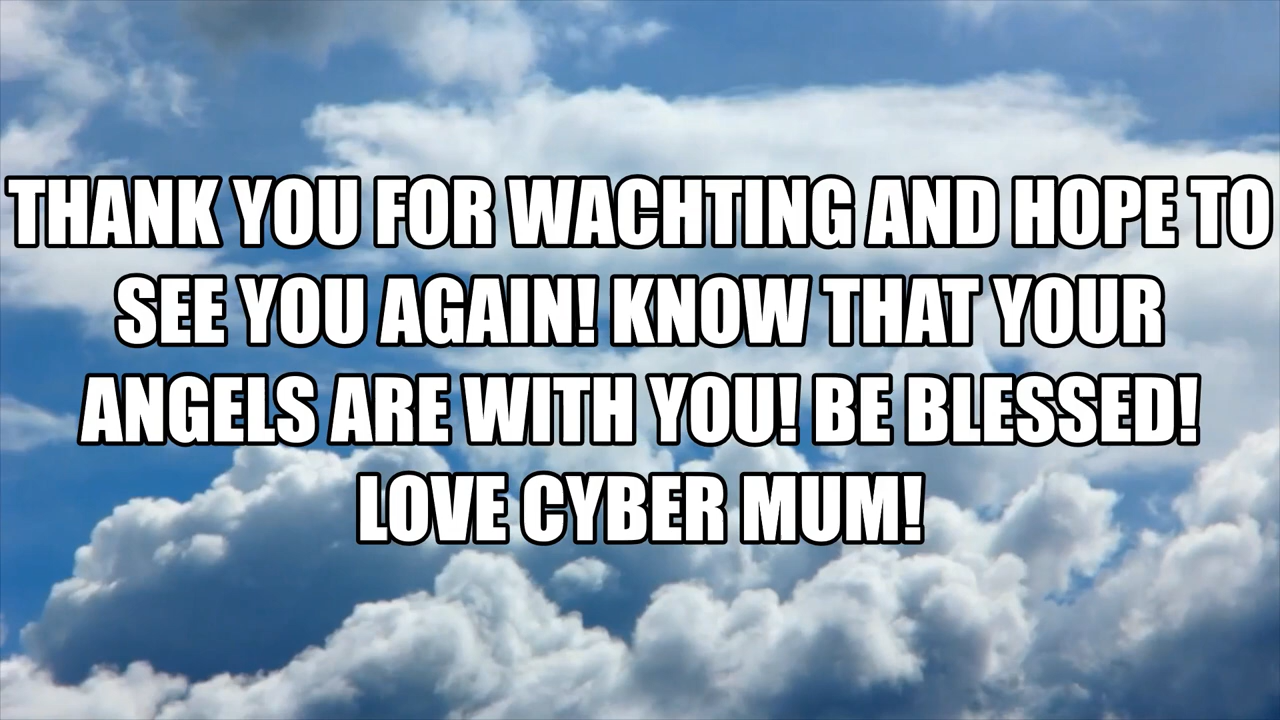 THANK YOU FOR WACHTING AND HOPE TO
SEE YOU AGAIN! KNOW THAT YOUR
ANGELS ARE WITH YOU! BE BLESSED!
LOVE CYBER MUM!